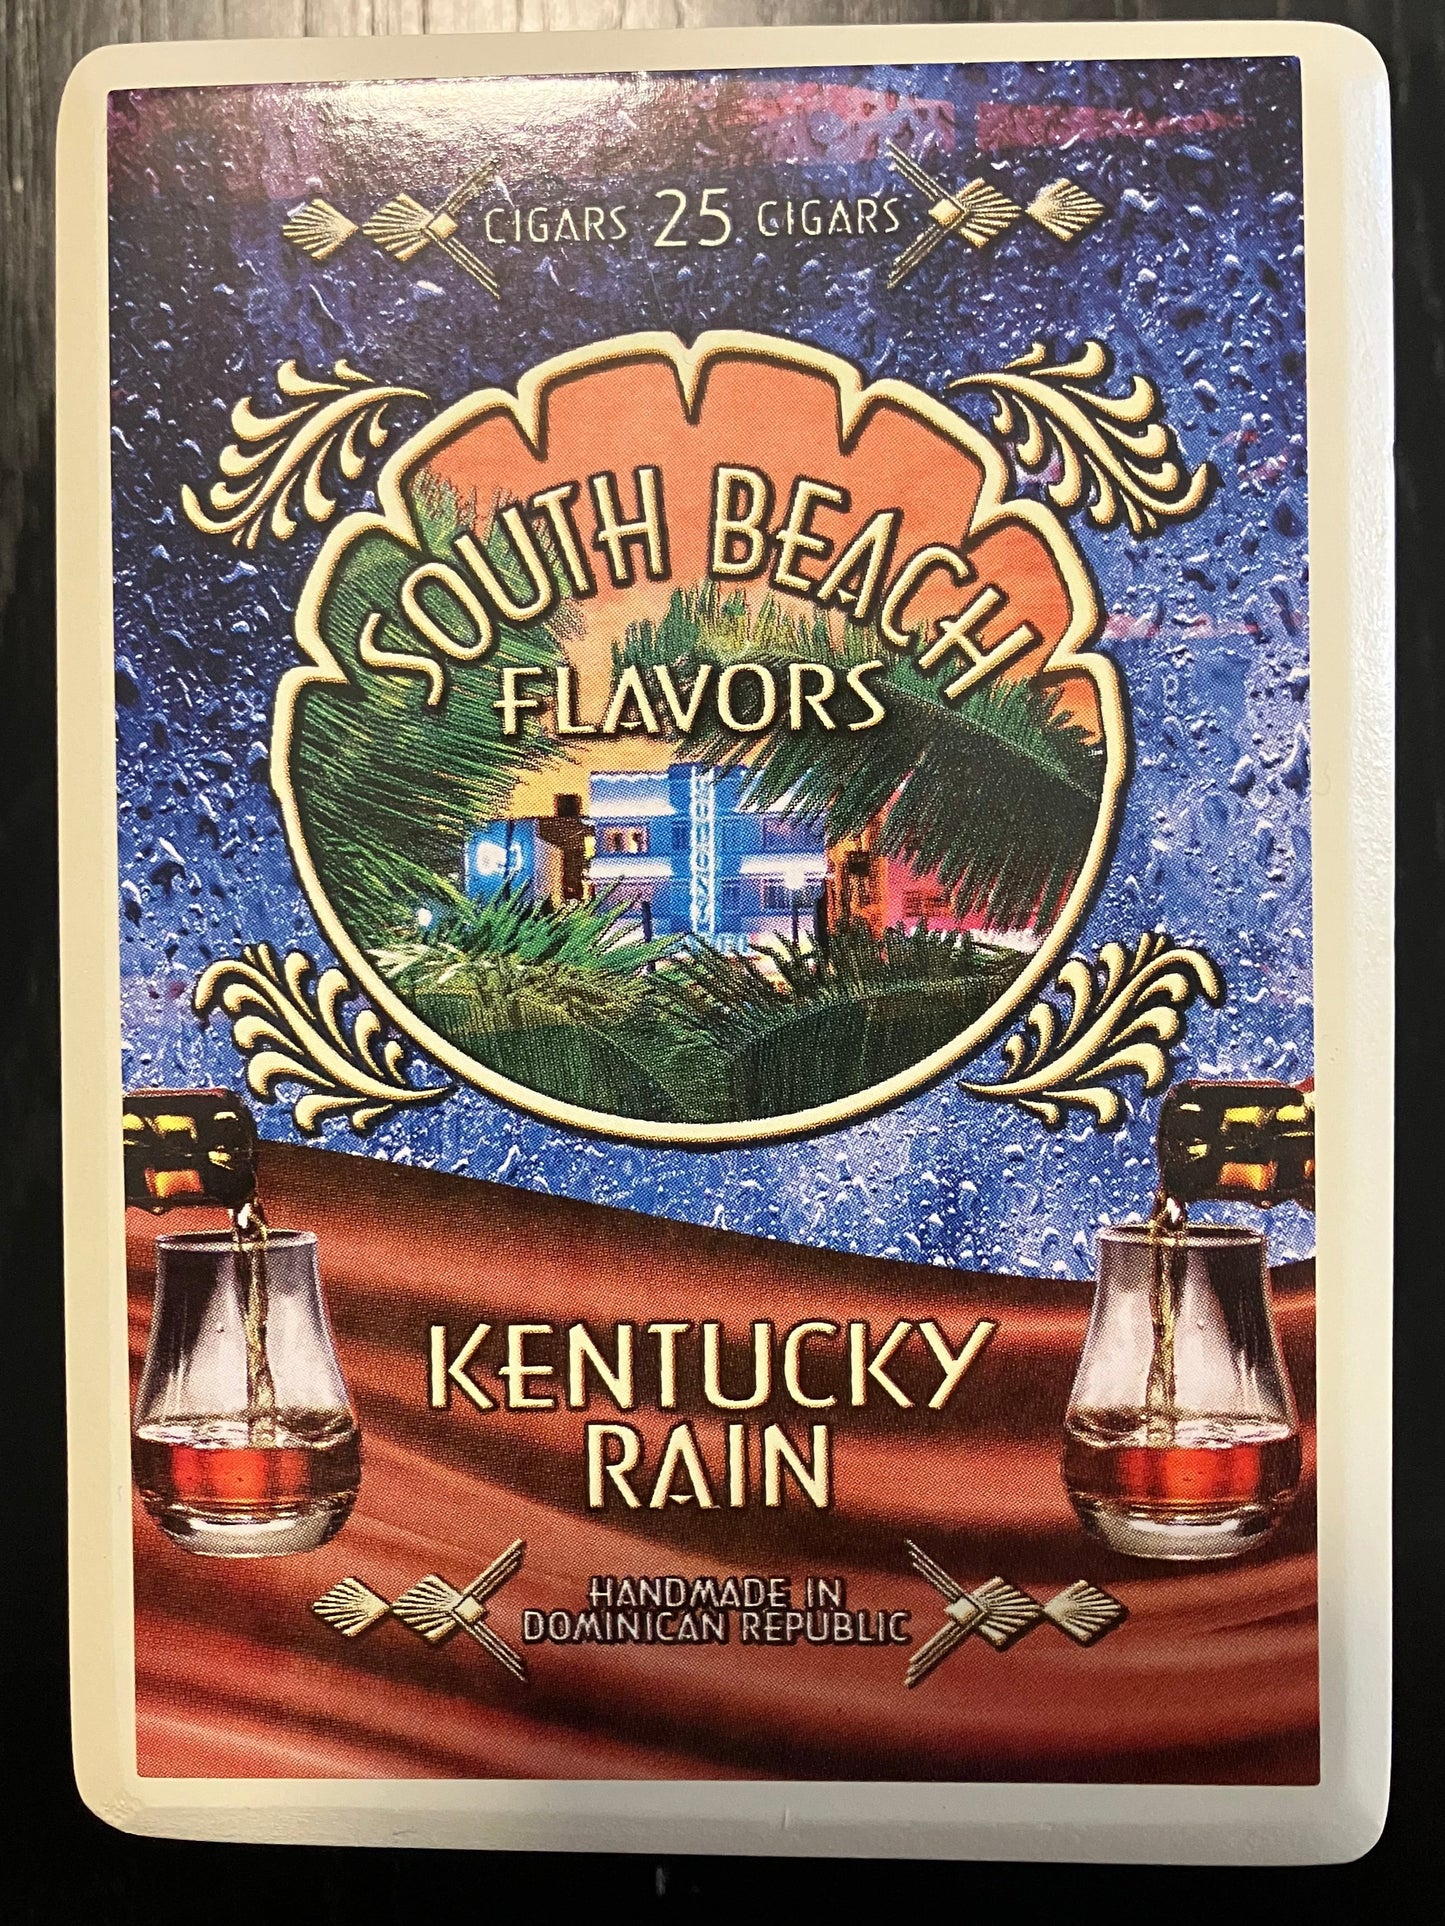 CIGARS 25 CIGARS
SOUTH BEACH
FLAVORS
KENTUCKY
RAIN
HANDMADE IN
DOMINICAN REPUBLIC